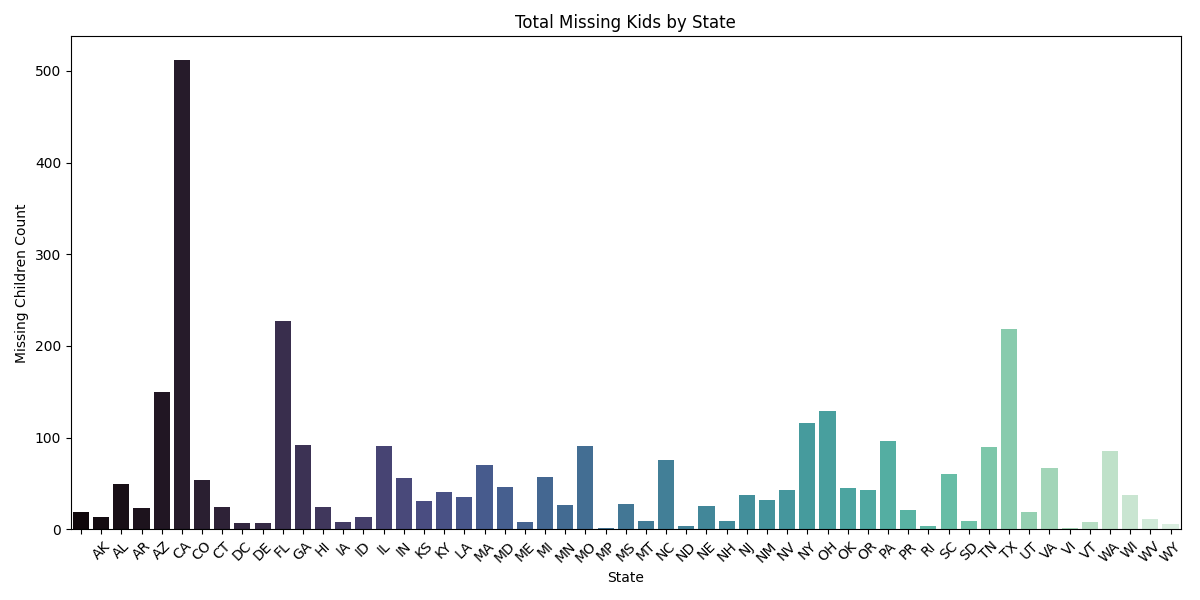 Total Missing Kids by State
Missing Children Count
500
400
300
200
100
0
AK AL AR AZ CA CO CT DC DE FL GA HI IA ID IL IN KS KY LA MA MD ME MI MN MO MP MS MT NC ND NE NH NJ NM NV NY OH OK OR PA PR RI SC SD TN TX UT VA VI VT WA WI WV WY
State